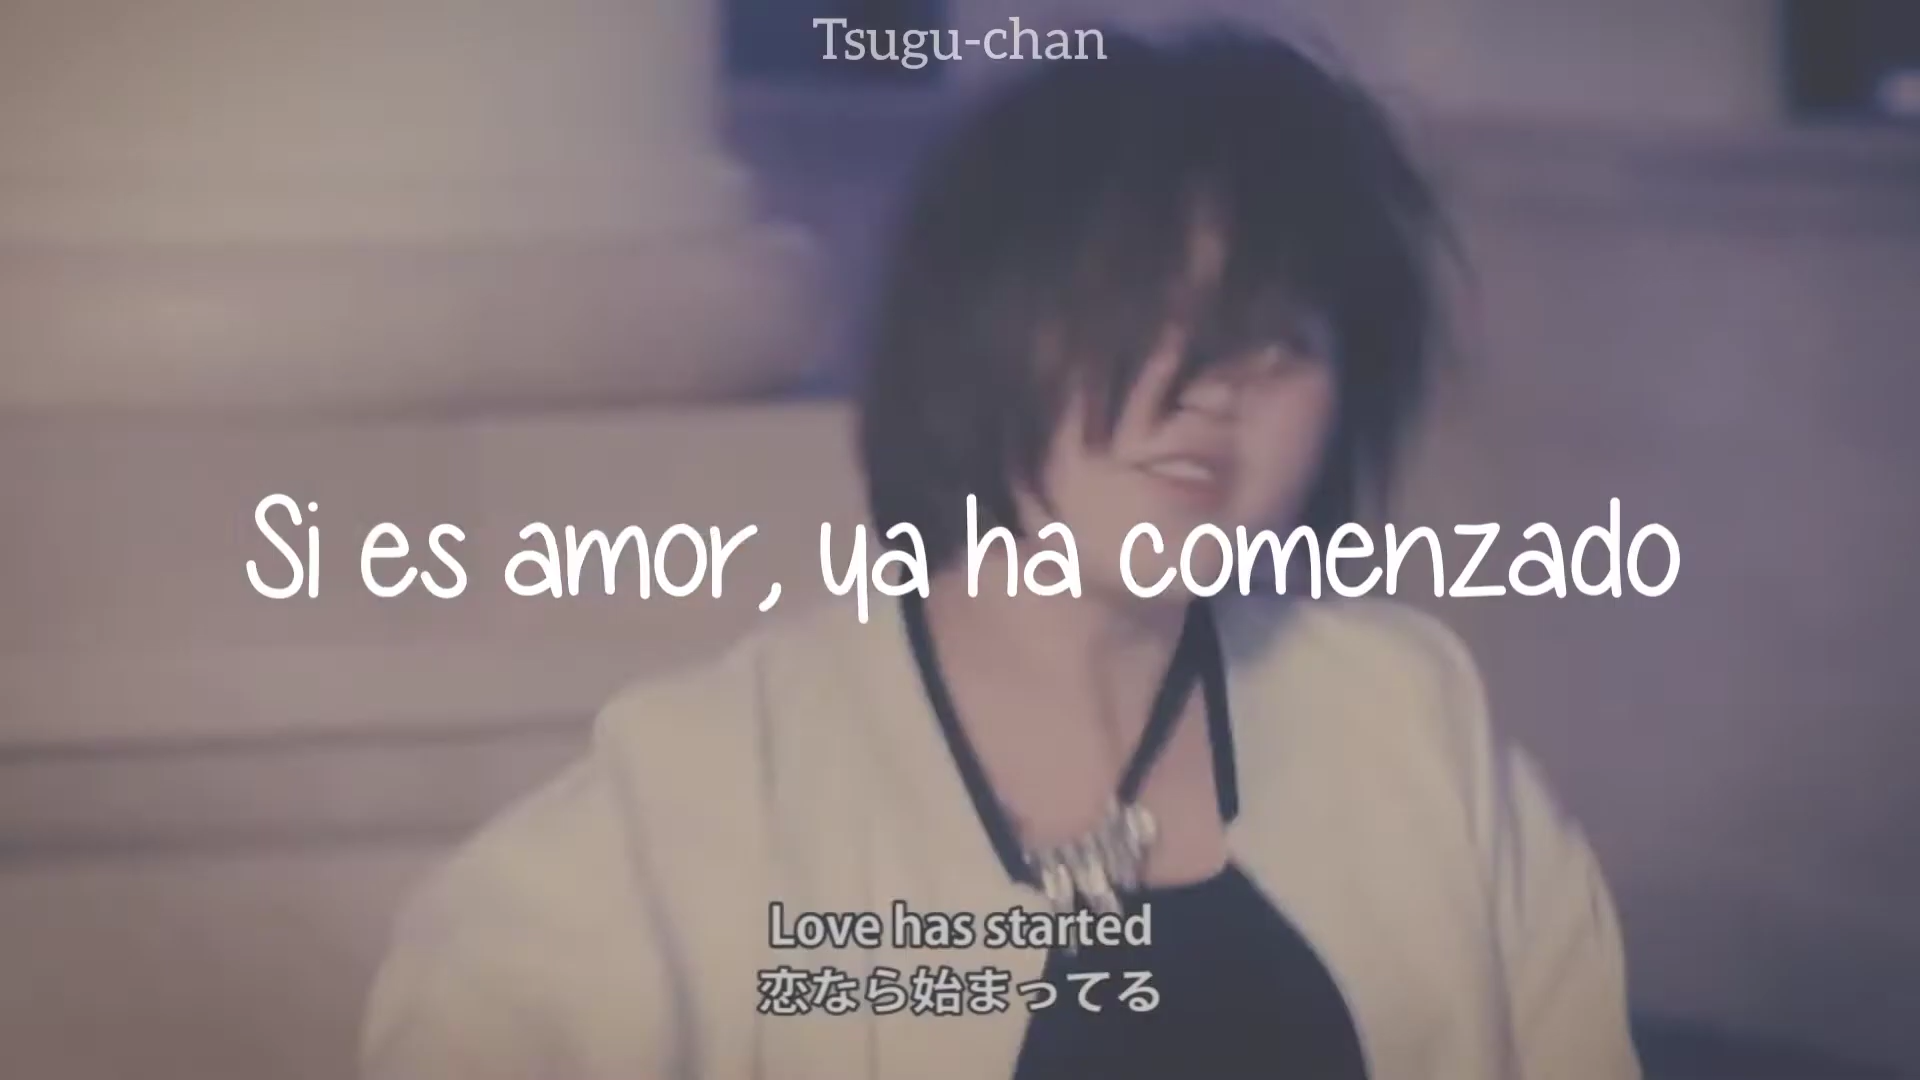 Tsugu-chan
Si es amor, ya ha comenzado
Love has started
恋なら始まってる